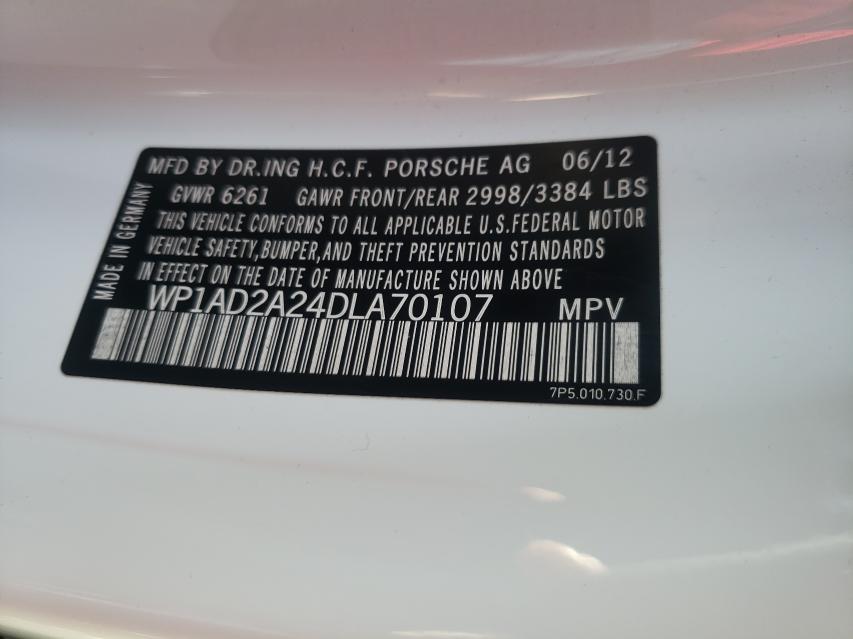 MFD BY DR.ING H.C.F. PORSCHE AG 06/12
GVWR 6261 GAWR FRONT/REAR 2998/3384 LBS
THIS VEHICLE CONFORMS TO ALL APPLICABLE U.S.FEDERAL MOTOR
VEHICLE SAFETY,BUMPER,AND THEFT PREVENTION STANDARDS
IN EFFECT ON THE DATE OF MANUFACTURE SHOWN ABOVE
MADE IN GERMANY
WP1AD2A24DLA70107 MPV
7P5.010.730.F